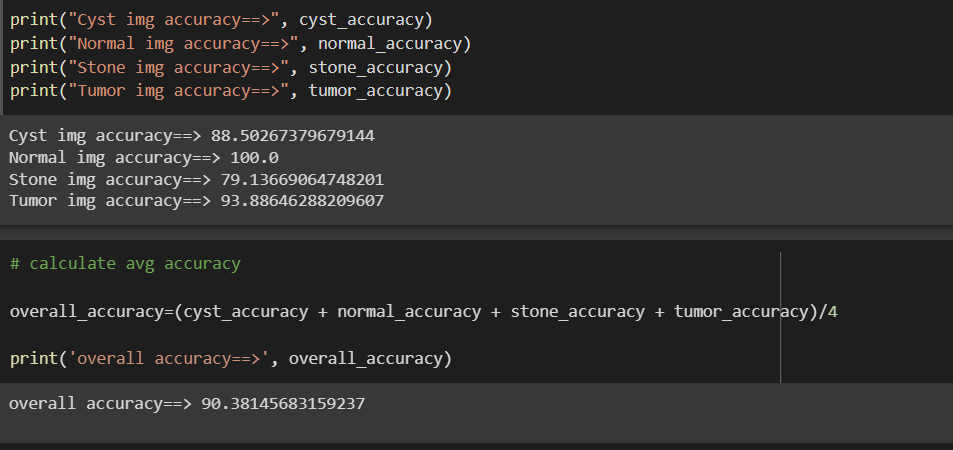 print("Cyst img accuracy==>", cyst_accuracy)
print("Normal img accuracy==>", normal_accuracy)
print("Stone img accuracy==>", stone_accuracy)
print("Tumor img accuracy==>", tumor_accuracy)
Cyst img accuracy==> 88.50267379679144
Normal img accuracy==> 100.0
Stone img accuracy==> 79.13669064748201
Tumor img accuracy==> 93.88646288209607
# calculate avg accuracy
overall_accuracy=(cyst_accuracy + normal_accuracy + stone_accuracy + tumor_accuracy)/4
print('overall accuracy==>', overall_accuracy)
overall accuracy==> 90.38145683159237